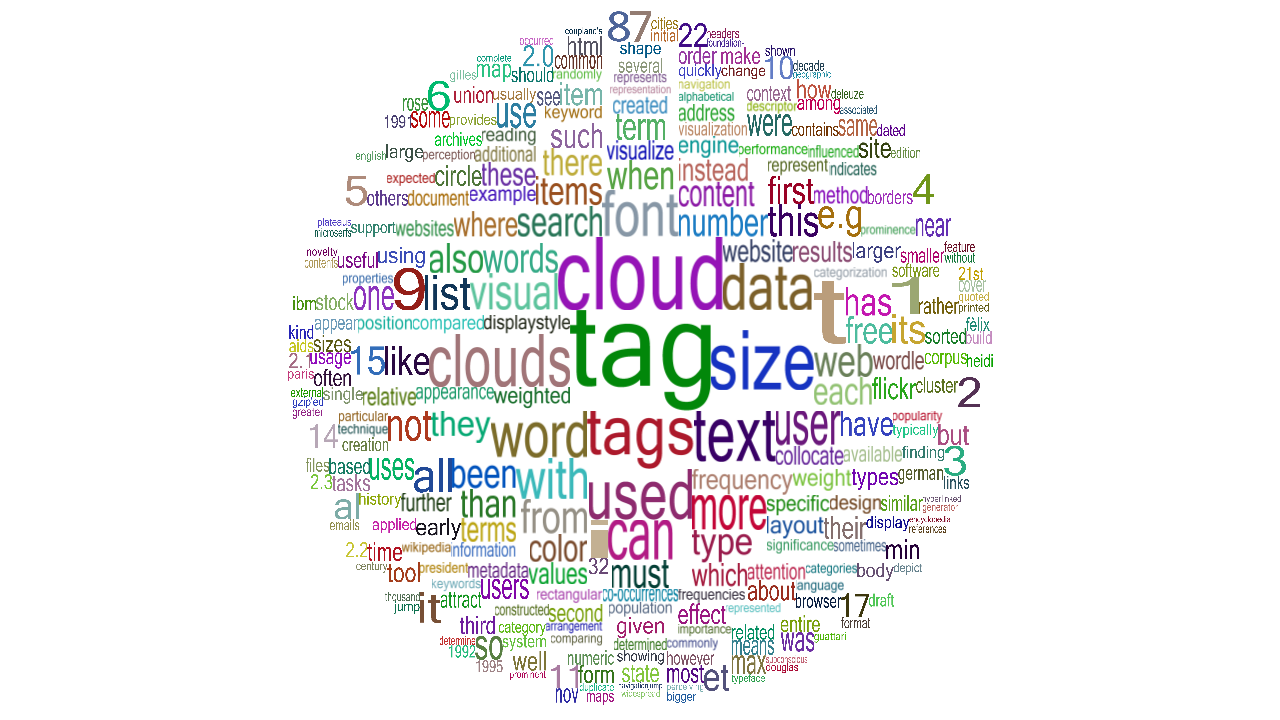 coupland's 87 cities initial 22 headers foundation-
occurred 2.0 html common shape several order make shown
complete gilles map should randomly represents quickly change 10 decade geographic
rose 6 union usually see item representation navigation alphabetical context how deleuze
1991 some provides use keyword created address descriptor among associated
archives reading such term visualization were contains same dated
english large perception additional there visualize engine performance influenced site edition
expected circle these items when instead represent indicates
5 others document example font content first method borders 4
plateaus microserfs support websites where search number this e.g prominence near
novelty contents useful using also words cloud website results larger smaller feature without
properties categorization software 21st cover
ibm stock one 9 list visual data t has 1 rather quoted printed
kind appear position compared displaystyle tag free its sorted fèlix build
aids sizes
2.1 usage 15 like clouds size web wordle corpus heidi
paris often
external single relative appearance weighted each flickr cluster 2
gzip'ed greater particular technique not they word tags text user have popularity typically but
14 creation collocate available finding 3
files based uses all been with used frequency weight types german links
2.3 tasks
al history further than from i can more specific design similar hyperlinked generator
emails applied early terms color type layout their display encyclopedia references
2.2 time wikipedia information 32 significance sometimes min
century tool president metadata values must which attention categories body depict
keywords users rectangular co-occurrences frequencies about language
thousand jump it attract constructed second population effect represented browser 17 draft
third category arrangement given importance related entire format
determine so system comparing determined commonly means was guattari
1992 1995 well numeric showing however max subconscious douglas
prominent 11 form state most et typeface
nov duplicate maps navigationjump widespread perceiving bigger